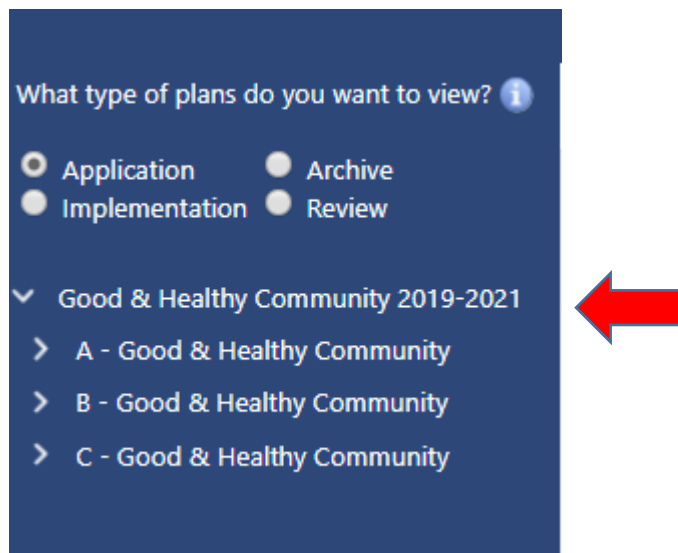 What type of plans do you want to view?
Application Archive
Implementation Review
Good & Healthy Community 2019-2021
A - Good & Healthy Community
B - Good & Healthy Community
C - Good & Healthy Community